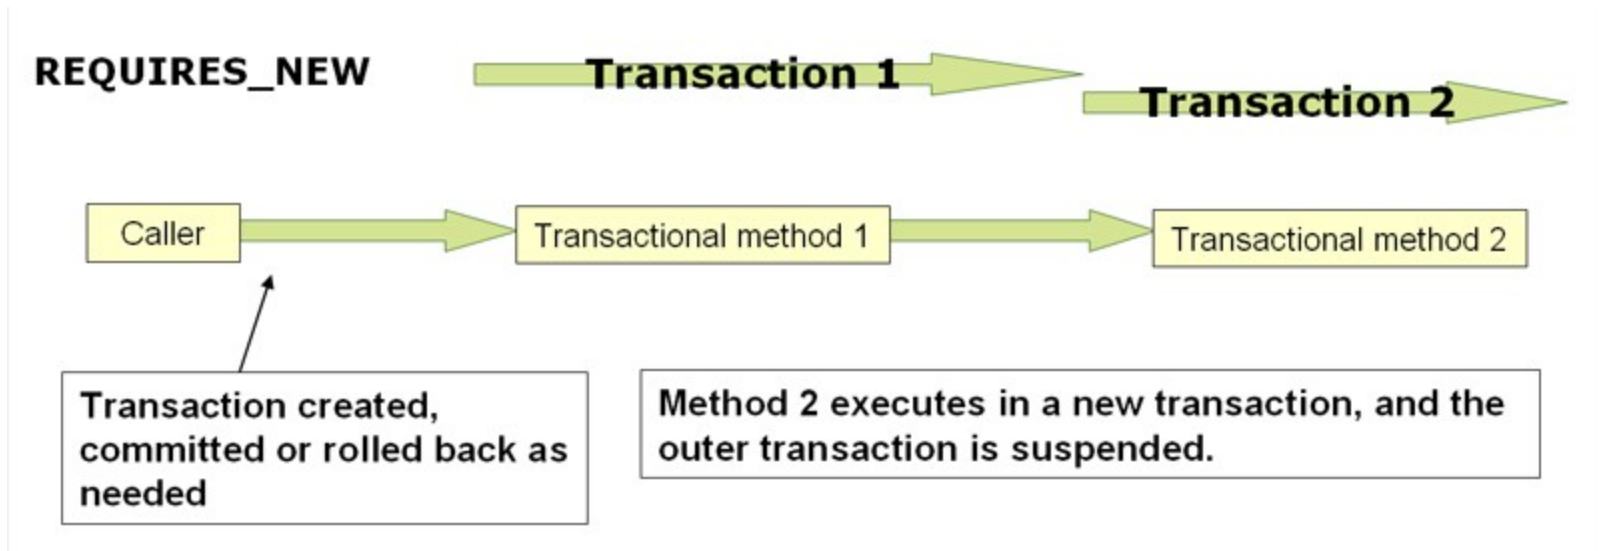 REQUIRES_NEW
Transaction 1
Transaction 2
Caller
Transactional method 1
Transactional method 2
Transaction created,
committed or rolled back as
needed
Method 2 executes in a new transaction, and the
outer transaction is suspended.